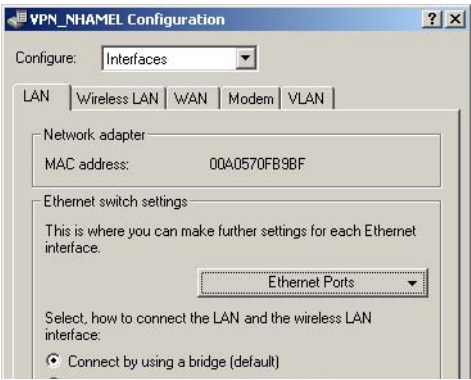 VPN_NHAMEL Configuration
Configure: Interfaces
LAN Wireless LAN WAN Modem VLAN
Network adapter
MAC address: 00A0570FB9BF
Ethernet switch settings
This is where you can make further settings for each Ethernet
interface.
Ethernet Ports
Select, how to connect the LAN and the wireless LAN
interface:
Connect by using a bridge (default)